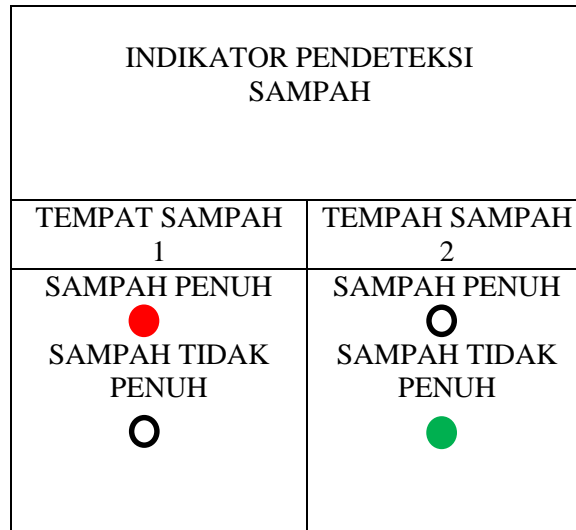 INDIKATOR PENDETEKSI
SAMPAH
TEMPAT SAMPAH
1
TEMPAH SAMPAH
2
SAMPAH PENUH
SAMPAH TIDAK
PENUH
SAMPAH PENUH
SAMPAH TIDAK
PENUH